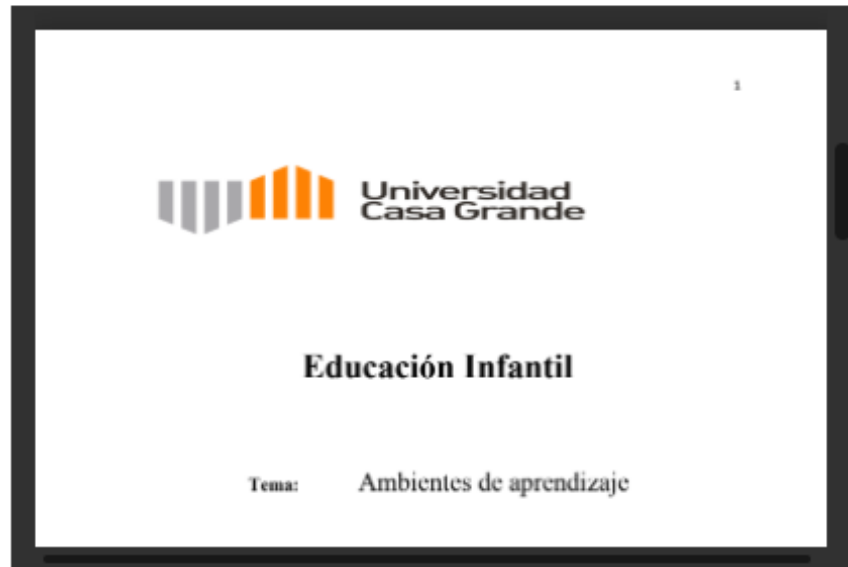 1
Universidad
Casa Grande
Educación Infantil
Tema: Ambientes de aprendizaje